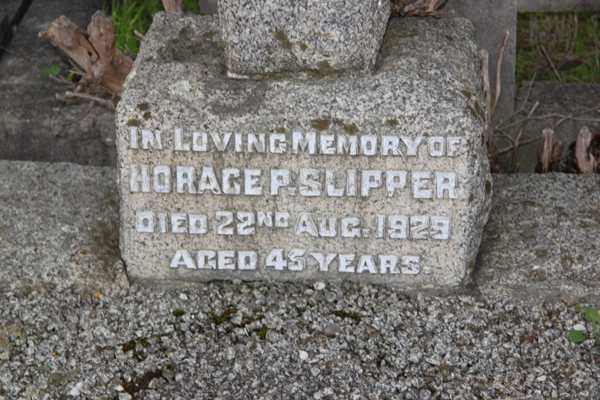 IN LOVING MEMORY OF
HORACE P. SLIPPER
DIED 22ND AUG. 1929
AGED 45 YEARS.